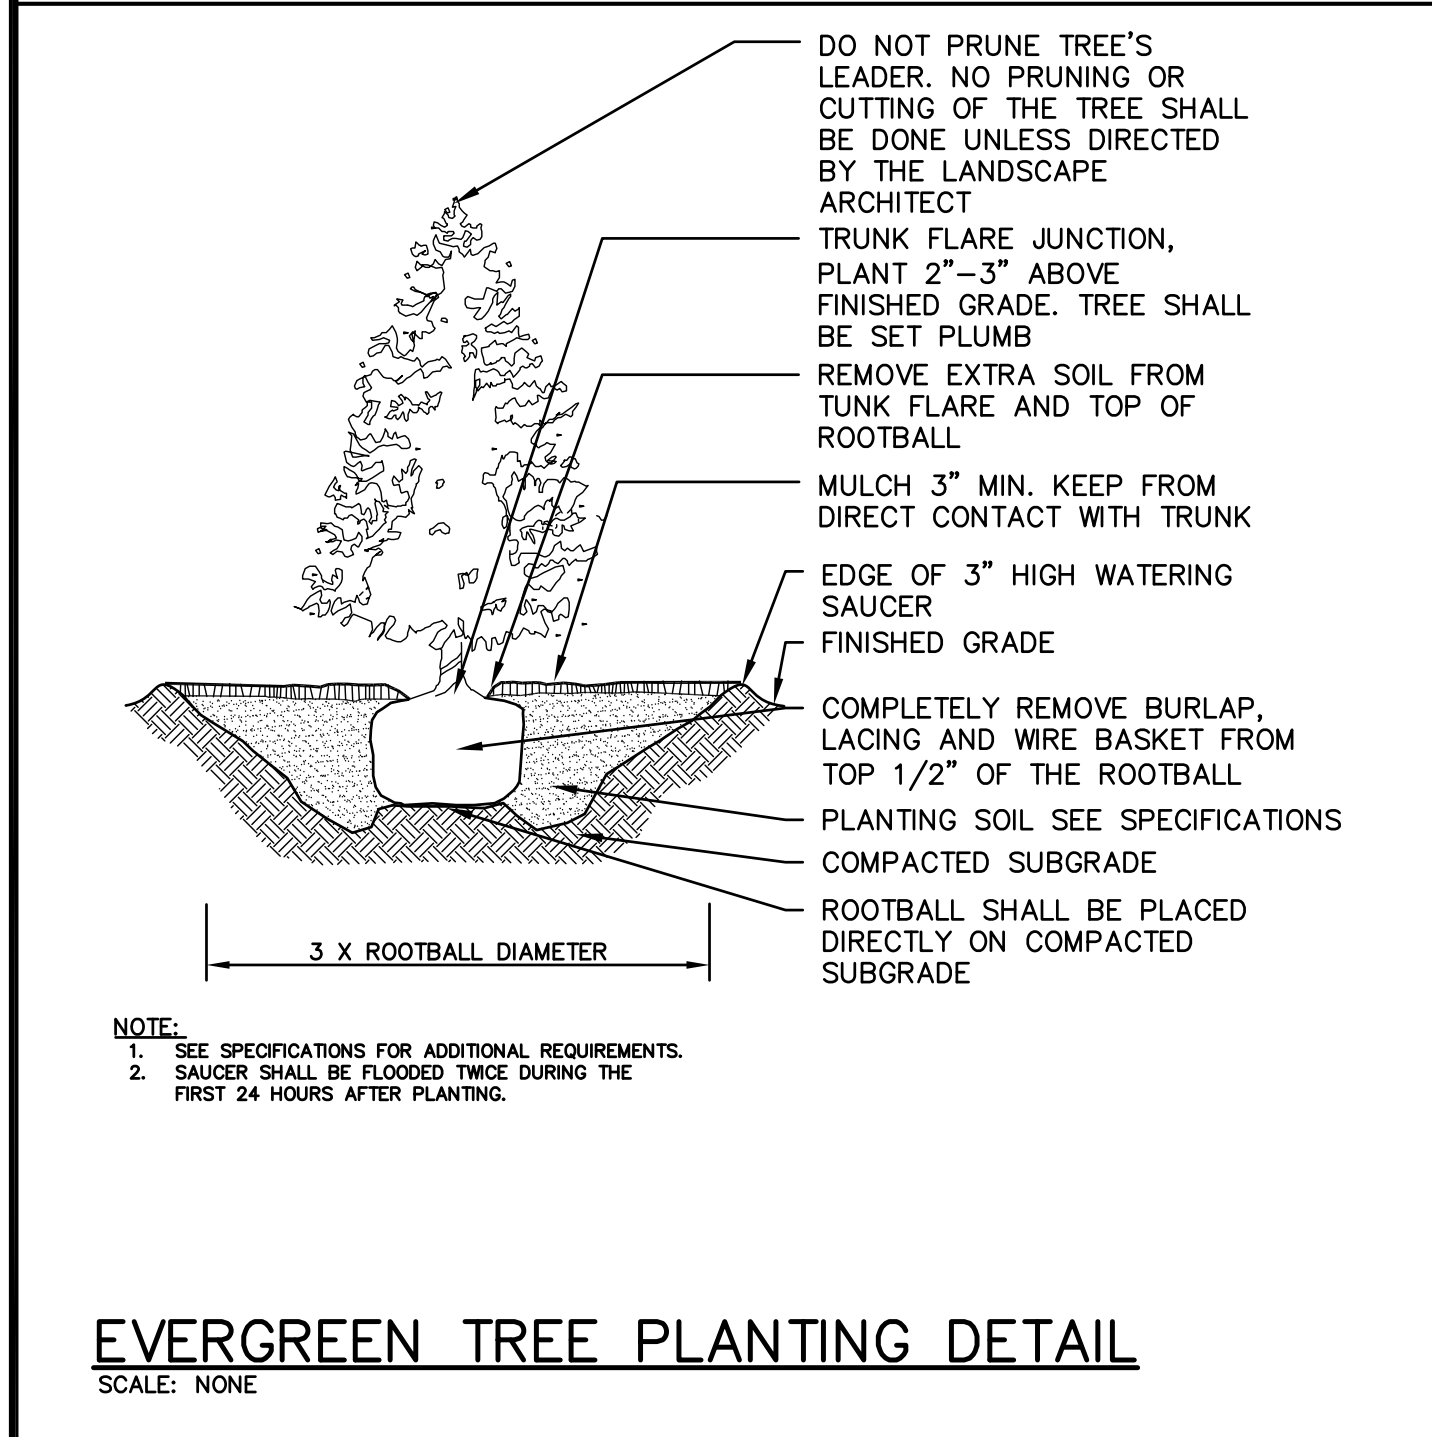 DO NOT PRUNE TREE'S
LEADER. NO PRUNING OR
CUTTING OF THE TREE SHALL
BE DONE UNLESS DIRECTED
BY THE LANDSCAPE
ARCHITECT
TRUNK FLARE JUNCTION,
PLANT 2"–3" ABOVE
FINISHED GRADE. TREE SHALL
BE SET PLUMB
REMOVE EXTRA SOIL FROM
TUNK FLARE AND TOP OF
ROOTBALL
MULCH 3" MIN. KEEP FROM
DIRECT CONTACT WITH TRUNK
EDGE OF 3" HIGH WATERING
SAUCER
FINISHED GRADE
COMPLETELY REMOVE BURLAP,
LACING AND WIRE BASKET FROM
TOP 1/2" OF THE ROOTBALL
PLANTING SOIL SEE SPECIFICATIONS
COMPACTED SUBGRADE
ROOTBALL SHALL BE PLACED
DIRECTLY ON COMPACTED
SUBGRADE
3 X ROOTBALL DIAMETER
NOTE:
1. SEE SPECIFICATIONS FOR ADDITIONAL REQUIREMENTS.
2. SAUCER SHALL BE FLOODED TWICE DURING THE
FIRST 24 HOURS AFTER PLANTING.
EVERGREEN TREE PLANTING DETAIL
SCALE: NONE